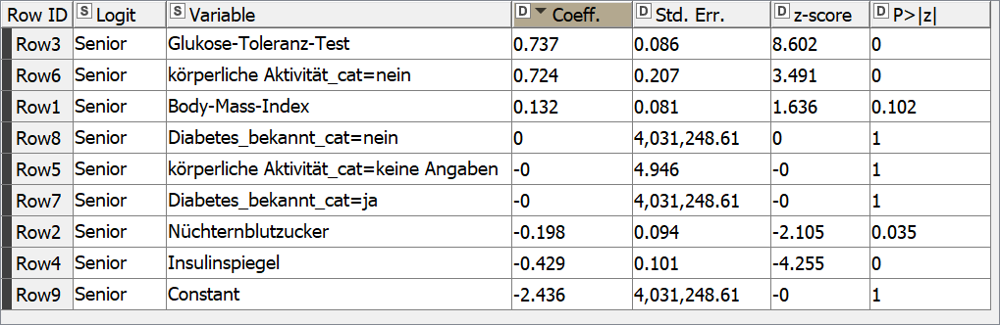 Row ID S Logit S Variable D Coeff. D Std. Err. D z-score D P>|z|
Row3 Senior Glukose-Toleranz-Test 0.737 0.086 8.602 0
Row6 Senior körperliche Aktivität_cat=nein 0.724 0.207 3.491 0
Row1 Senior Body-Mass-Index 0.132 0.081 1.636 0.102
Row8 Senior Diabetes_bekannt_cat=nein 0 4,031,248.61 0 1
Row5 Senior körperliche Aktivität_cat=keine Angaben -0 4.946 -0 1
Row7 Senior Diabetes_bekannt_cat=ja -0 4,031,248.61 -0 1
Row2 Senior Nüchternblutzucker -0.198 0.094 -2.105 0.035
Row4 Senior Insulinspiegel -0.429 0.101 -4.255 0
Row9 Senior Constant -2.436 4,031,248.61 -0 1